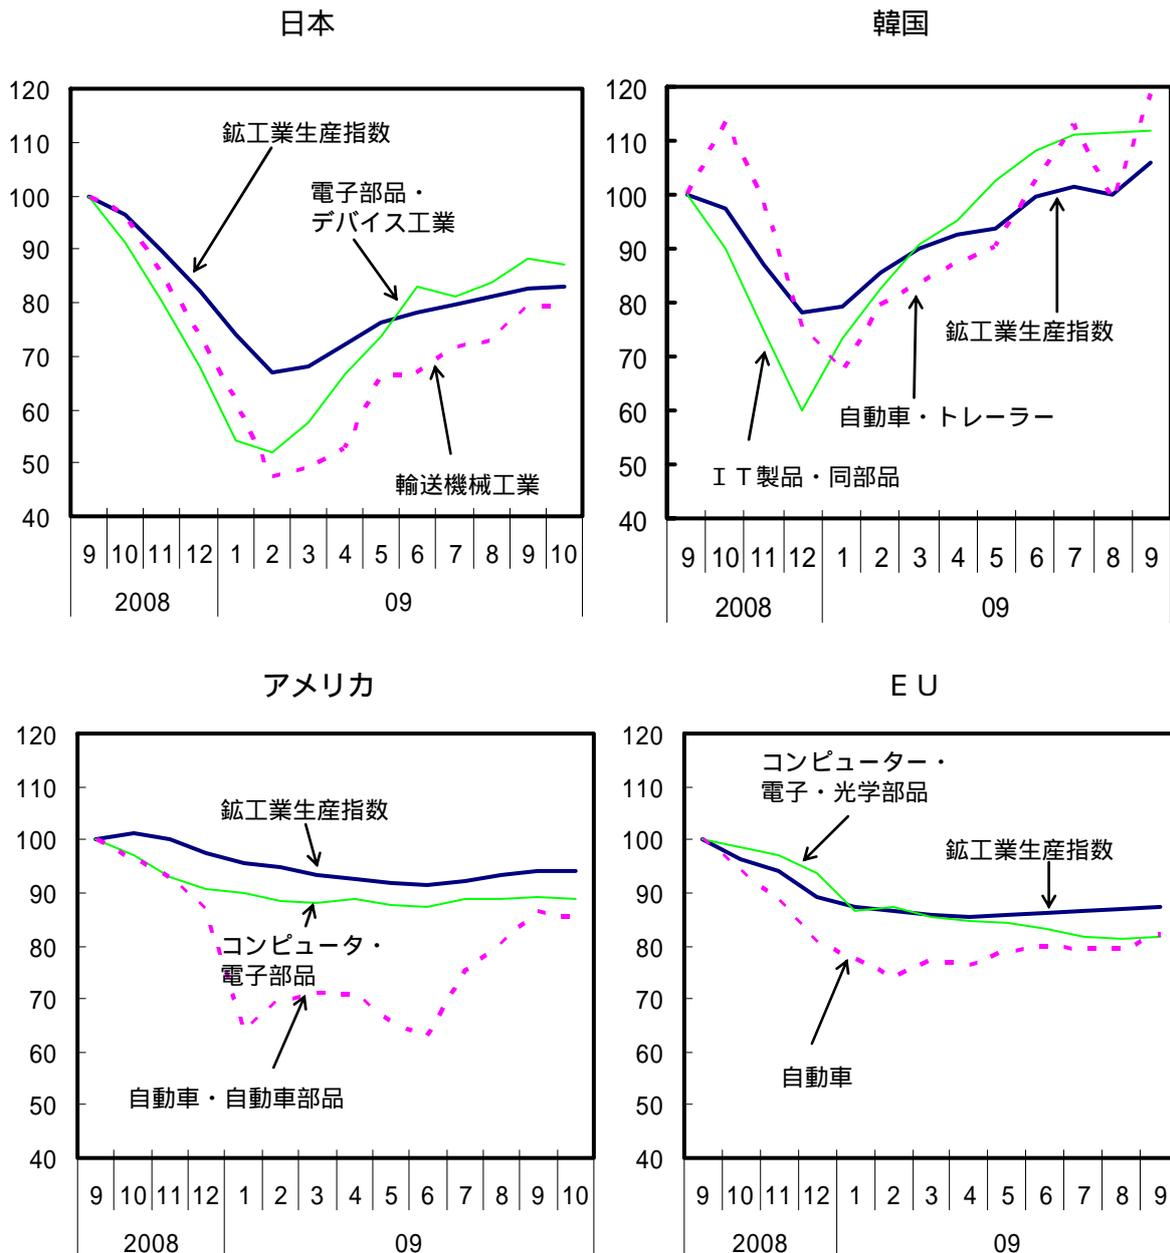 日本
120
110
100
90
80
70
60
50
40
鉱工業生産指数
電子部品・
デバイス工業
輸送機械工業
9 10 11 12 1 2 3 4 5 6 7 8 9 10
2008 09
韓国
120
110
100
90
80
70
60
50
40
鉱工業生産指数
自動車・トレーラー
ＩＴ製品・同部品
9 10 11 12 1 2 3 4 5 6 7 8 9
2008 09
アメリカ
120
110
100
90
80
70
60
50
40
鉱工業生産指数
コンピュータ・
電子部品
自動車・自動車部品
9 10 11 12 1 2 3 4 5 6 7 8 9 10
2008 09
ＥＵ
120
110
100
90
80
70
60
50
40
コンピューター・
電子・光学部品
鉱工業生産指数
自動車
9 10 11 12 1 2 3 4 5 6 7 8 9
2008 09